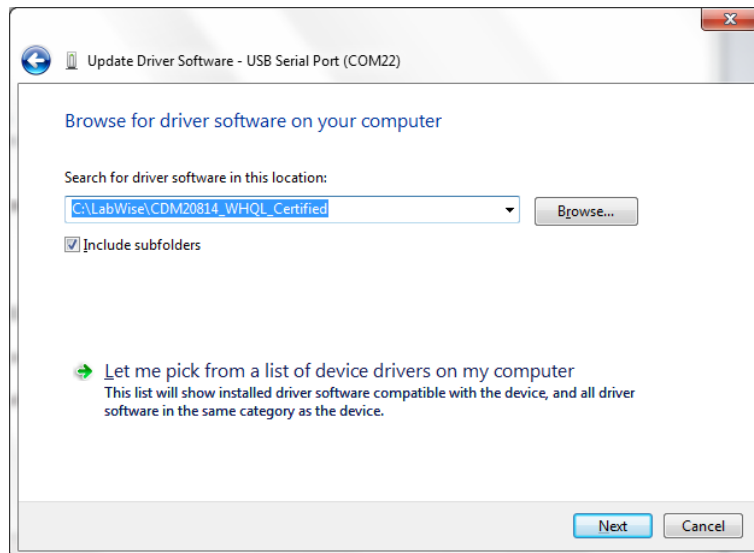 X
Update Driver Software - USB Serial Port (COM22)
Browse for driver software on your computer
Search for driver software in this location:
C:\LabWise\CDM20814_WHQL_Certified
Browse...
Include subfolders
Let me pick from a list of device drivers on my computer
This list will show installed driver software compatible with the device, and all driver
software in the same category as the device.
Next
Cancel